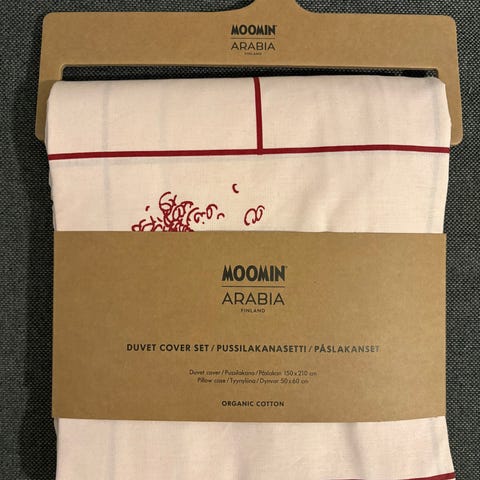 MOOMIN
ARABIA
FINLAND
MOOMIN
ARABIA
FINLAND
DUVET COVER SET / PUSSILAKANASETTI / PÅSLAKANSET
Duvet cover / Pussilakana / Påslakan 150 x 210 cm
Pillow case / Tyynyliina / Dynvar 50 x 60 cm
ORGANIC COTTON